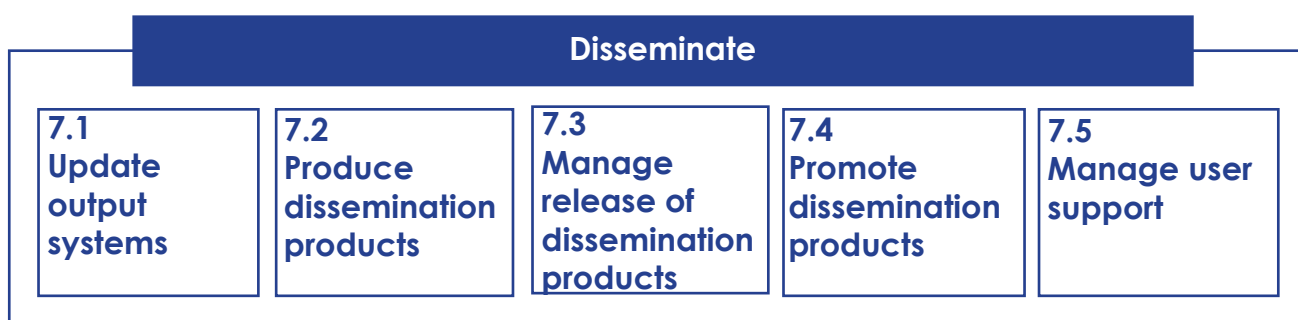 Disseminate
7.1
Update
output
systems
7.2
Produce
dissemination
products
7.3
Manage
release of
dissemination
products
7.4
Promote
dissemination
products
7.5
Manage user
support